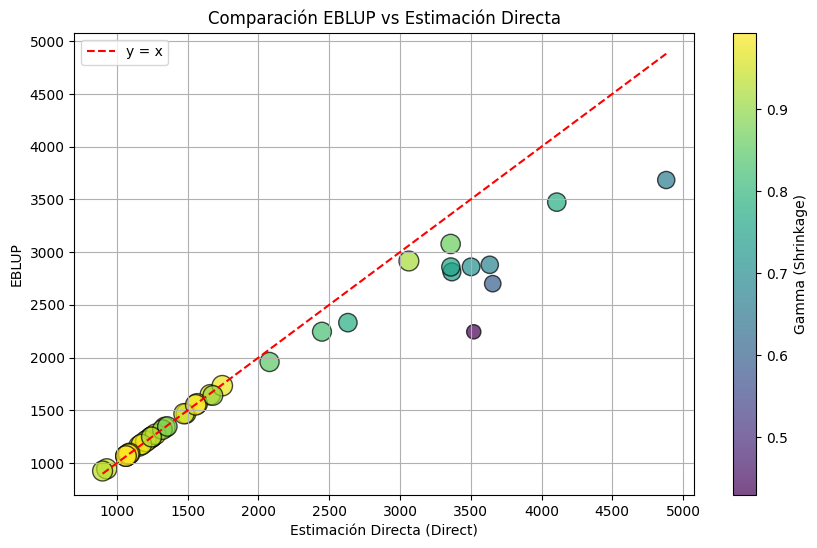 Comparación EBLUP vs Estimación Directa
y = x
5000
4500
4000
3500
3000
2500
2000
1500
1000
EBLUP
1000 1500 2000 2500 3000 3500 4000 4500 5000
Estimación Directa (Direct)
0.9
0.8
0.7
0.6
0.5
Gamma (Shrinkage)